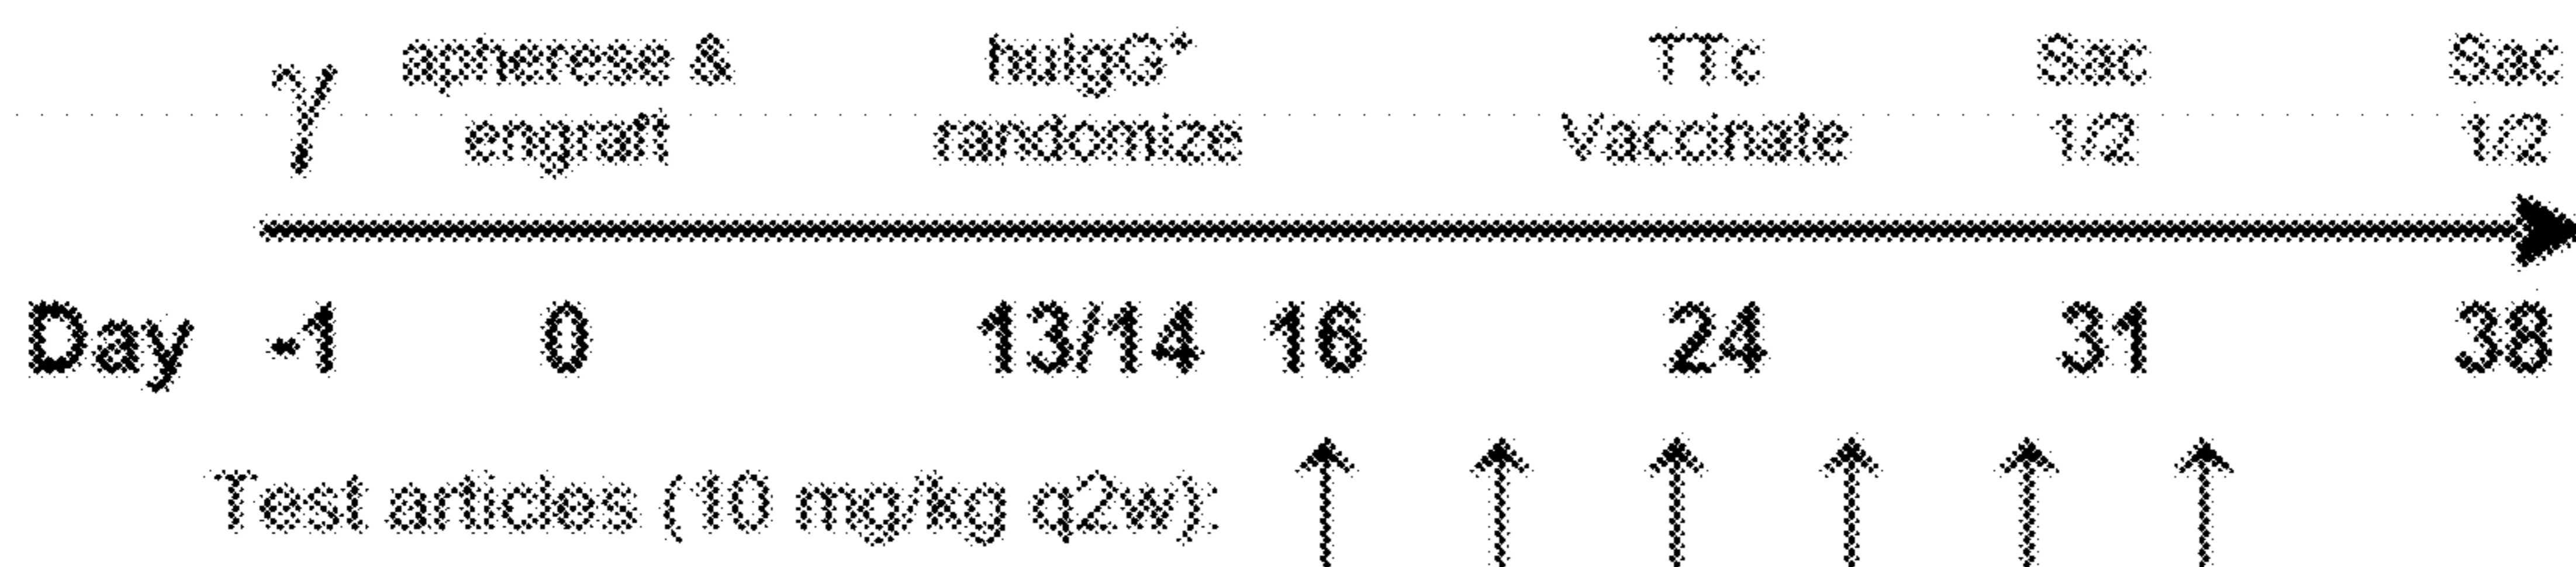 γ apherese & huIgG+ TTc Sac Sac
engraft randomize Vaccinate 1/2 1/2
Day -1 0 13/14 16 24 31 38
Test articles (10 mg/kg q2w):